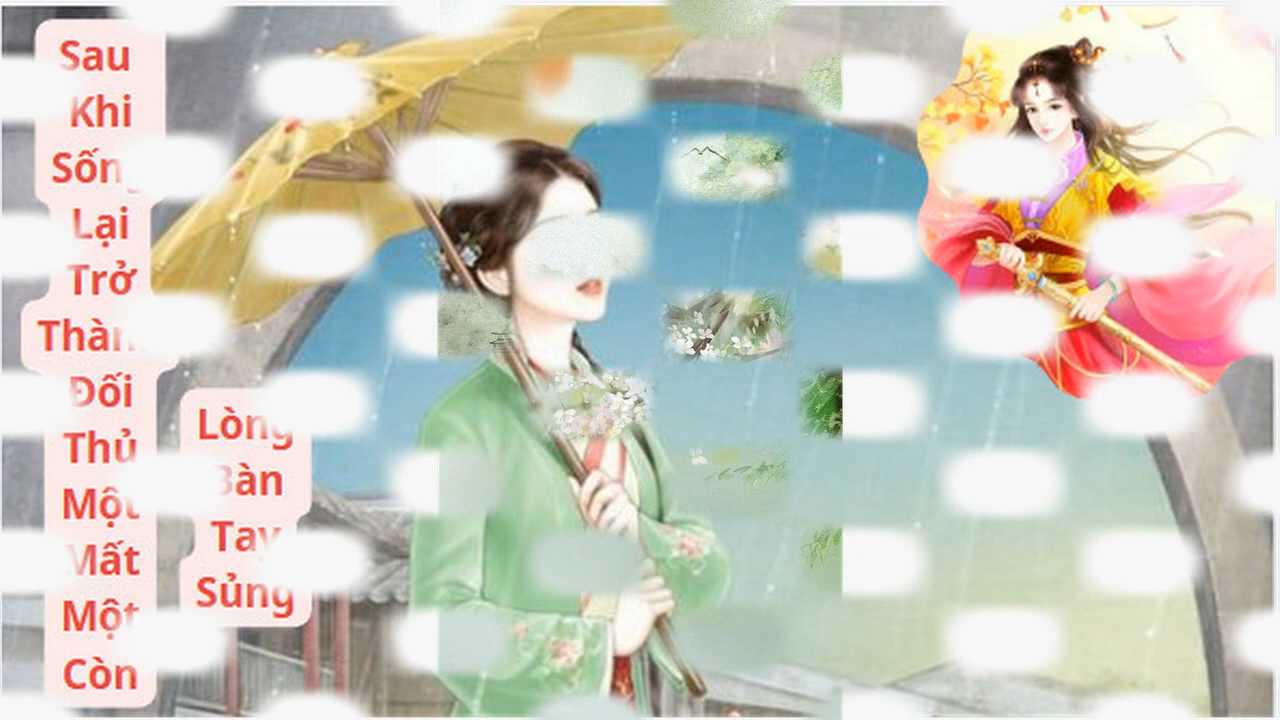 Sau
Khi
Sống
Lại
Trở
Thành
Đối
Thủ
Một
Mất
Một
Còn
Lòng
Bàn
Tay
Sủng